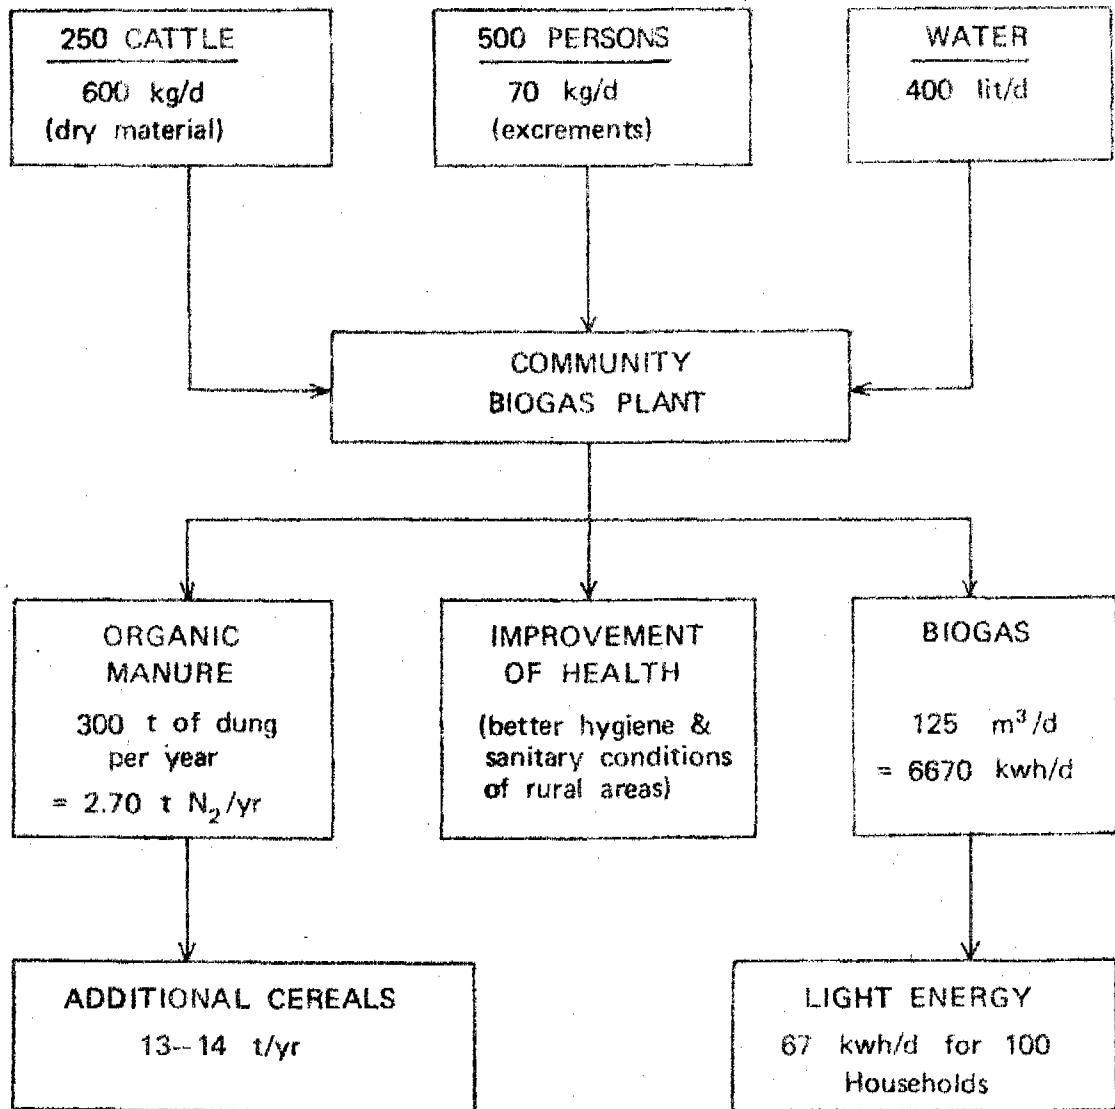 250 CATTLE
600 kg/d
(dry material)
500 PERSONS
70 kg/d
(excrements)
WATER
400 lit/d
COMMUNITY
BIOGAS PLANT
ORGANIC
MANURE
300 t of dung
per year
= 2.70 t N₂/yr
IMPROVEMENT
OF HEALTH
(better hygiene &
sanitary conditions
of rural areas)
BIOGAS
125 m³/d
= 6670 kwh/d
ADDITIONAL CEREALS
13–14 t/yr
LIGHT ENERGY
67 kwh/d for 100
Households